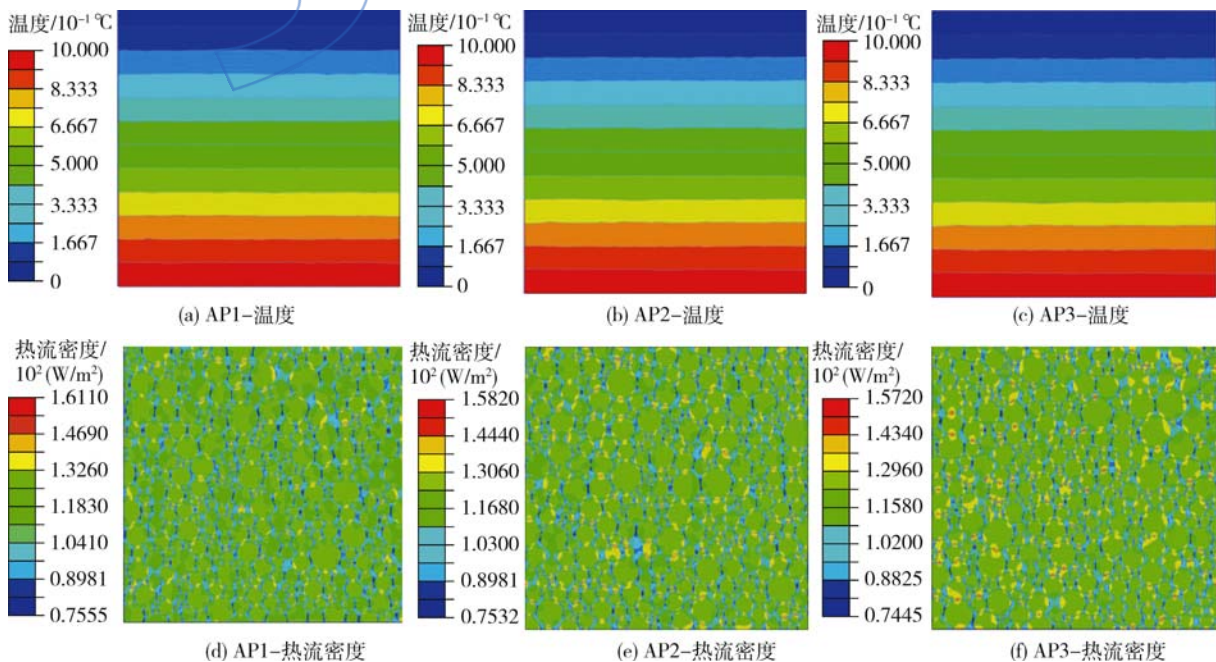 温度/10⁻¹ ℃
10.000
8.333
6.667
5.000
3.333
1.667
0
(a) AP1-温度
温度/10⁻¹ ℃
10.000
8.333
6.667
5.000
3.333
1.667
0
(b) AP2-温度
温度/10⁻¹ ℃
10.000
8.333
6.667
5.000
3.333
1.667
0
(c) AP3-温度
热流密度/
10² (W/m²)
1.6110
1.4690
1.3260
1.1830
1.0410
0.8981
0.7555
(d) AP1-热流密度
热流密度/
10² (W/m²)
1.5820
1.4440
1.3060
1.1680
1.0300
0.8981
0.7532
(e) AP2-热流密度
热流密度/
10² (W/m²)
1.5720
1.4340
1.2960
1.1580
1.0200
0.8825
0.7445
(f) AP3-热流密度